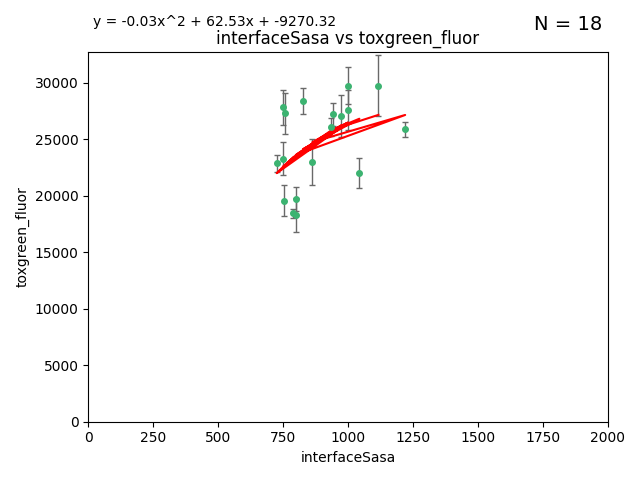 y = -0.03x^2 + 62.53x + -9270.32
N = 18
interfaceSasa vs toxgreen_fluor
toxgreen_fluor
30000
25000
20000
15000
10000
5000
0
0 250 500 750 1000 1250 1500 1750 2000
interfaceSasa